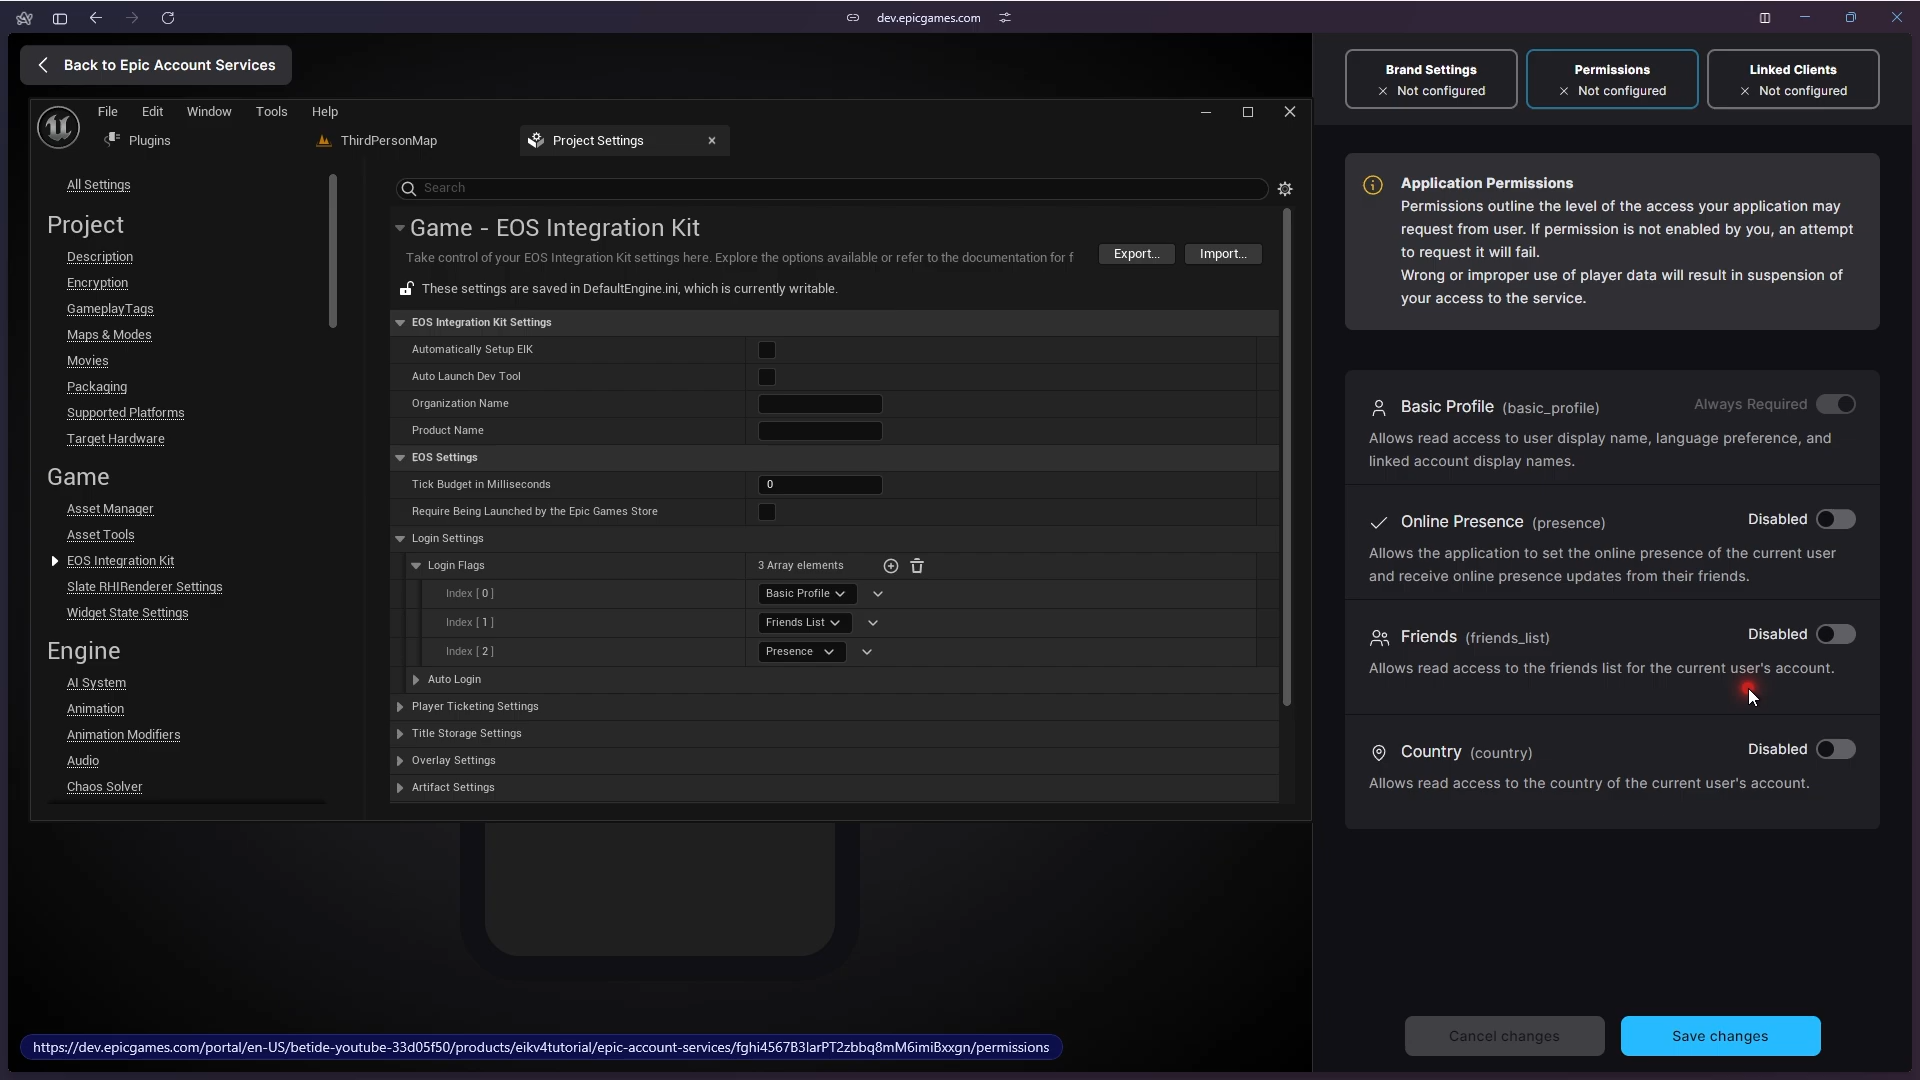 dev.epicgames.com
Back to Epic Account Services
File Edit Window Tools Help
Plugins
ThirdPersonMap
Project Settings
All Settings
Project
Description
Encryption
GameplayTags
Maps & Modes
Movies
Packaging
Supported Platforms
Target Hardware
Game
Asset Manager
Asset Tools
EOS Integration Kit
Slate RHIRenderer Settings
Widget State Settings
Engine
AI System
Animation
Animation Modifiers
Audio
Chaos Solver
Search
Game - EOS Integration Kit
Take control of your EOS Integration Kit settings here. Explore the options available or refer to the documentation for f
Export...
Import...
These settings are saved in DefaultEngine.ini, which is currently writable.
EOS Integration Kit Settings
Automatically Setup EIK
Auto Launch Dev Tool
Organization Name
Product Name
EOS Settings
Tick Budget in Milliseconds 0
Require Being Launched by the Epic Games Store
Login Settings
Login Flags 3 Array elements
Index [ 0 ] Basic Profile
Index [ 1 ] Friends List
Index [ 2 ] Presence
Auto Login
Player Ticketing Settings
Title Storage Settings
Overlay Settings
Artifact Settings
Brand Settings
Not configured
Permissions
Not configured
Linked Clients
Not configured
Application Permissions
Permissions outline the level of the access your application may
request from user. If permission is not enabled by you, an attempt
to request it will fail.
Wrong or improper use of player data will result in suspension of
your access to the service.
Basic Profile (basic_profile) Always Required
Allows read access to user display name, language preference, and
linked account display names.
Online Presence (presence) Disabled
Allows the application to set the online presence of the current user
and receive online presence updates from their friends.
Friends (friends_list) Disabled
Allows read access to the friends list for the current user's account.
Country (country) Disabled
Allows read access to the country of the current user's account.
Cancel changes
Save changes
https://dev.epicgames.com/portal/en-US/betide-youtube-33d05f50/products/eikv4tutorial/epic-account-services/fghi4567B3larPT2zbbq8mM6imiBxxgn/permissions